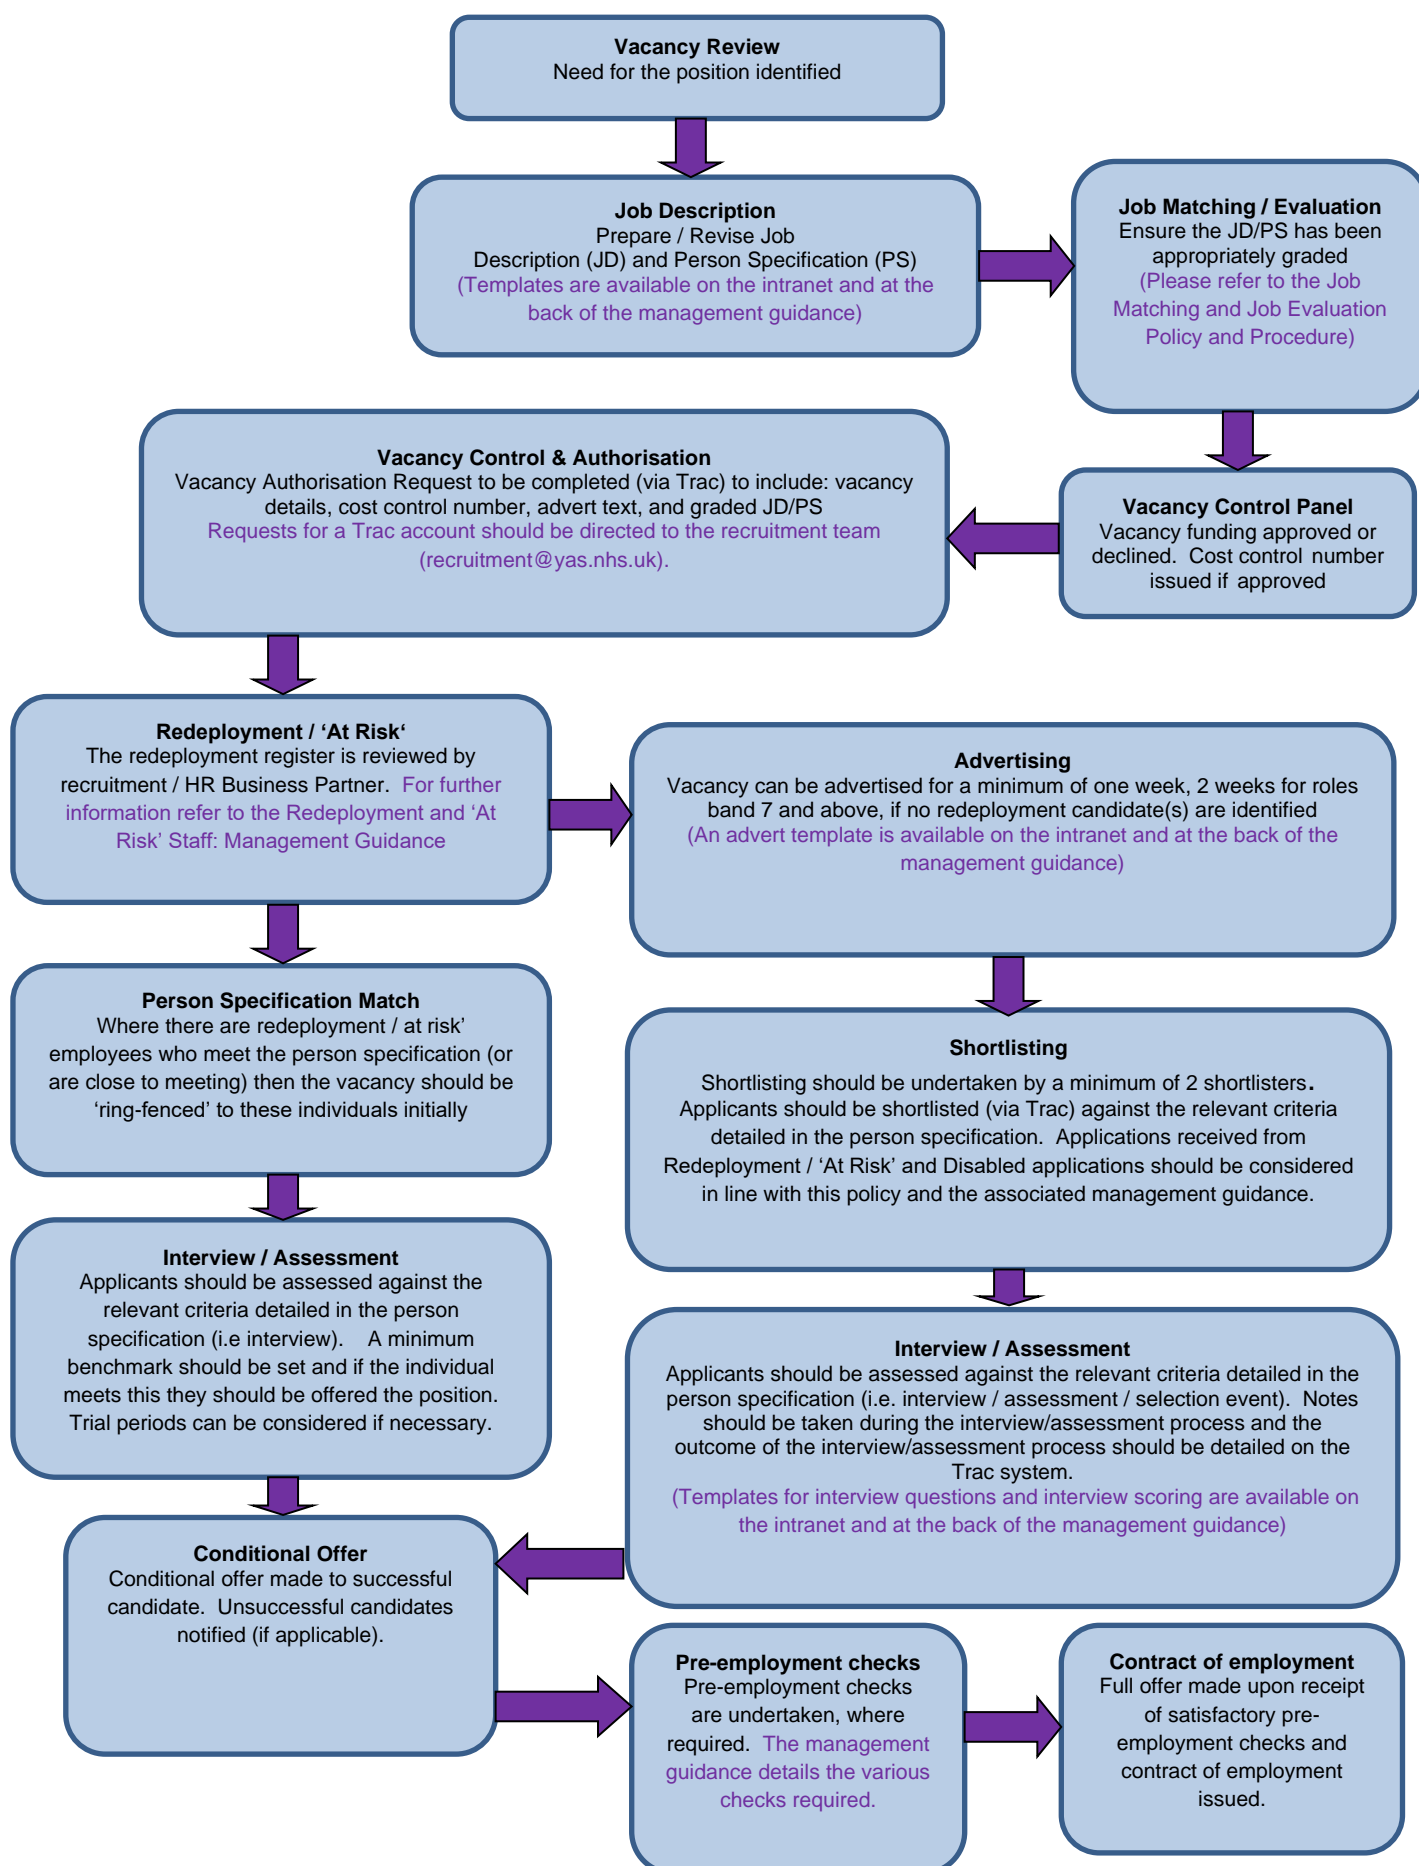 Vacancy Review
Need for the position identified
Job Description
Prepare / Revise Job
Description (JD) and Person Specification (PS)
(Templates are available on the intranet and at the
back of the management guidance)
Job Matching / Evaluation
Ensure the JD/PS has been
appropriately graded
(Please refer to the Job
Matching and Job Evaluation
Policy and Procedure)
Vacancy Control Panel
Vacancy funding approved or
declined.  Cost control number
issued if approved
Vacancy Control & Authorisation
Vacancy Authorisation Request to be completed (via Trac) to include: vacancy
details, cost control number, advert text, and graded JD/PS
Requests for a Trac account should be directed to the recruitment team
(recruitment@yas.nhs.uk).
Redeployment / ‘At Risk‘
The redeployment register is reviewed by
recruitment / HR Business Partner.  For further
information refer to the Redeployment and ‘At
Risk’ Staff: Management Guidance
Advertising
Vacancy can be advertised for a minimum of one week, 2 weeks for roles
band 7 and above, if no redeployment candidate(s) are identified
(An advert template is available on the intranet and at the back of the
management guidance)
Person Specification Match
Where there are redeployment / at risk’
employees who meet the person specification (or
are close to meeting) then the vacancy should be
‘ring-fenced’ to these individuals initially
Shortlisting
Shortlisting should be undertaken by a minimum of 2 shortlisters.
Applicants should be shortlisted (via Trac) against the relevant criteria
detailed in the person specification.  Applications received from
Redeployment / ‘At Risk’ and Disabled applications should be considered
in line with this policy and the associated management guidance.
Interview / Assessment
Applicants should be assessed against the
relevant criteria detailed in the person
specification (i.e interview).    A minimum
benchmark should be set and if the individual
meets this they should be offered the position.
Trial periods can be considered if necessary.
Interview / Assessment
Applicants should be assessed against the relevant criteria detailed in the
person specification (i.e. interview / assessment / selection event).  Notes
should be taken during the interview/assessment process and the
outcome of the interview/assessment process should be detailed on the
Trac system.
(Templates for interview questions and interview scoring are available on
the intranet and at the back of the management guidance)
Conditional Offer
Conditional offer made to successful
candidate.  Unsuccessful candidates
notified (if applicable).
Pre-employment checks
Pre-employment checks
are undertaken, where
required.  The management
guidance details the various
checks required.
Contract of employment
Full offer made upon receipt
of satisfactory pre-
employment checks and
contract of employment
issued.